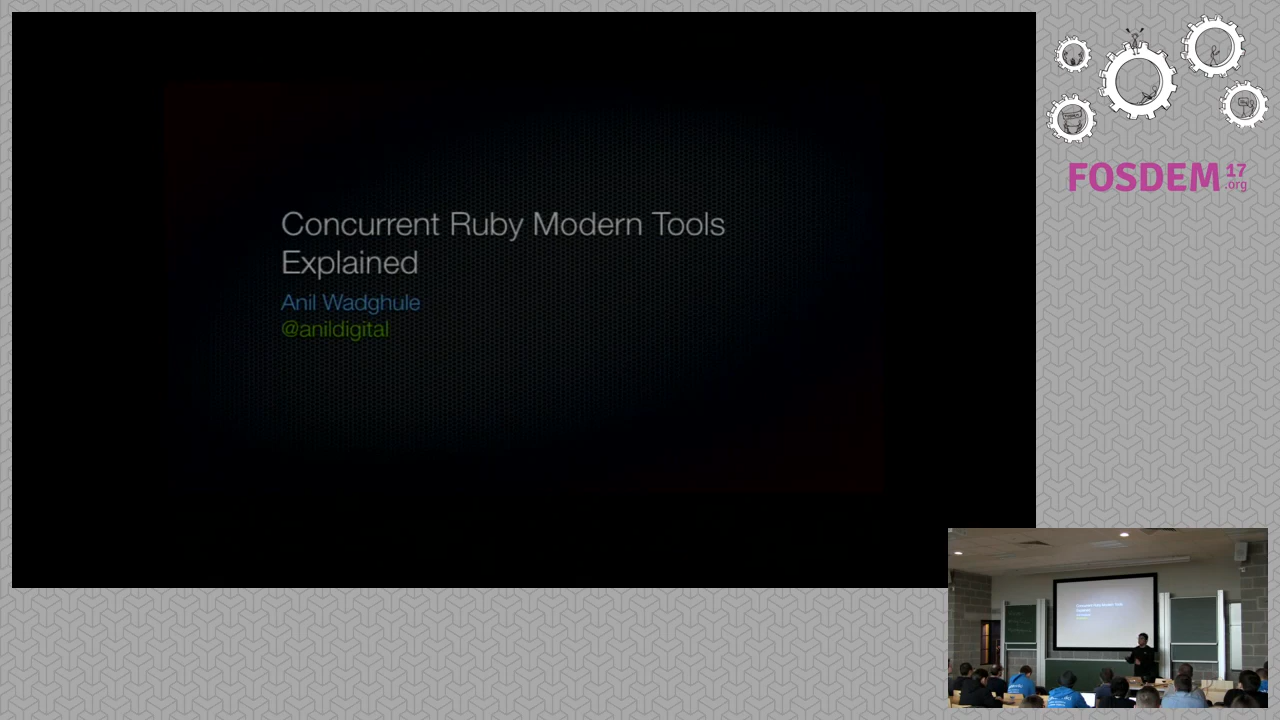 Concurrent Ruby Modern Tools
Explained
Anil Wadghule
@anildigital
FOSDEM 17
.org